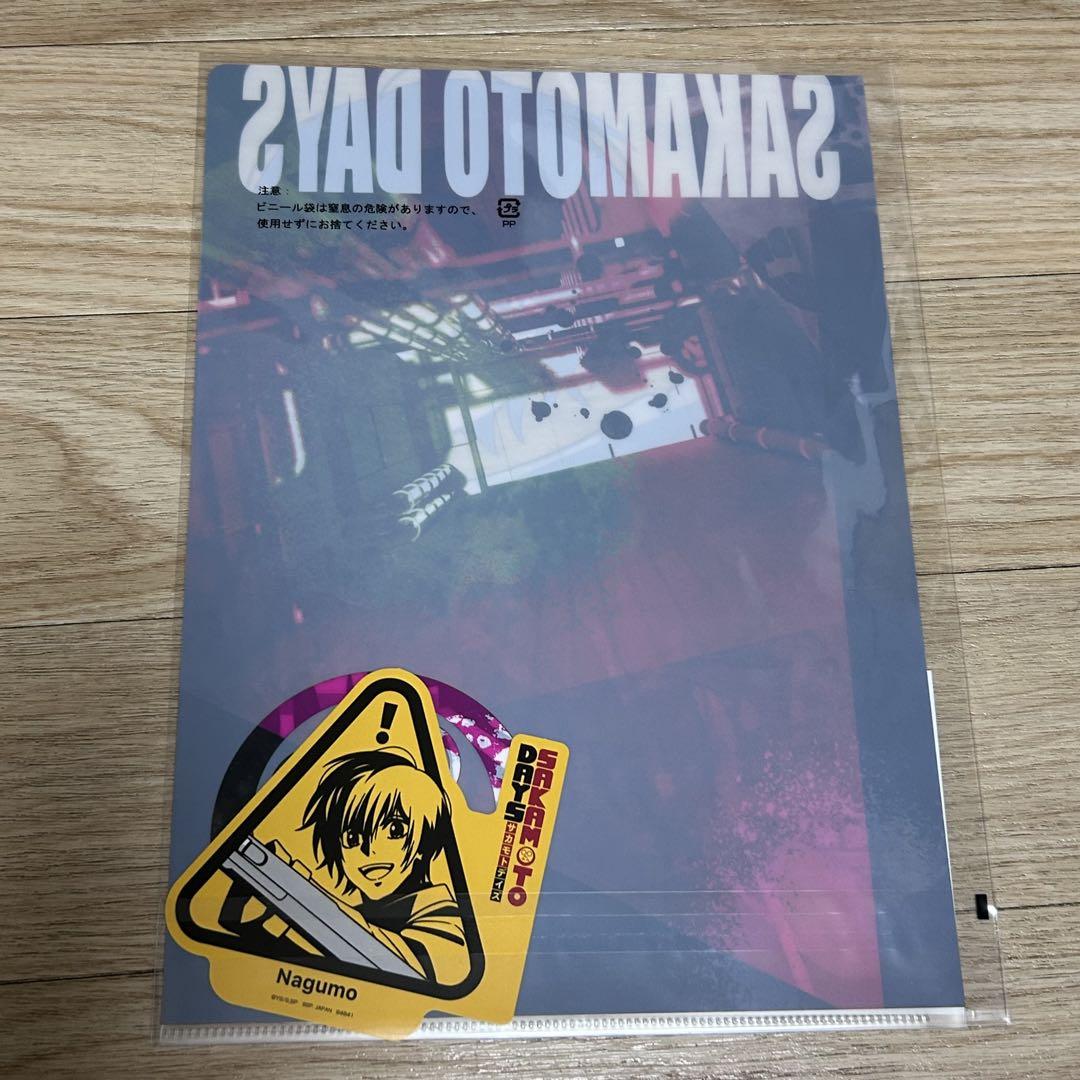 SAKAMOTO DAYS
注意：
ビニール袋は窒息の危険がありますので、
使用せずにお捨てください。
プラ
PP
!
SAKAMOTO
DAYS
サカモトデイズ
Nagumo